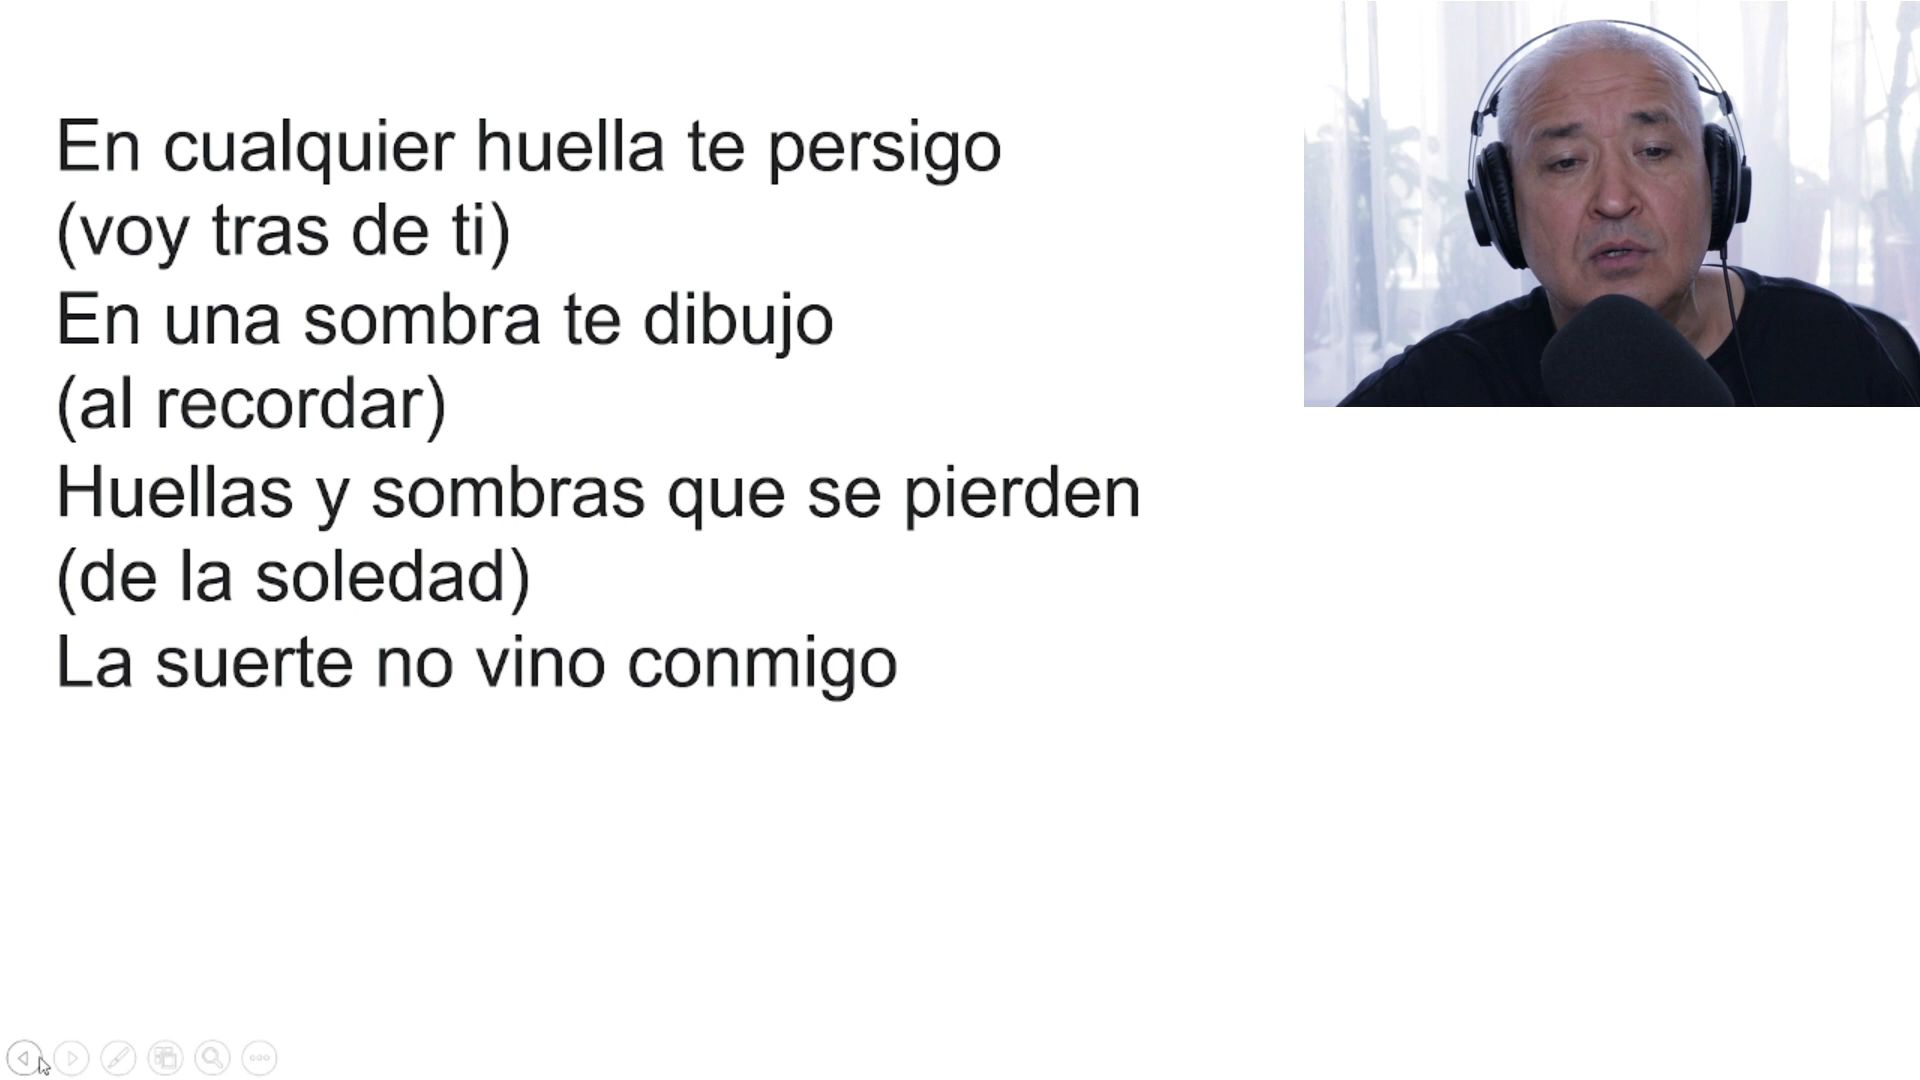 En cualquier huella te persigo
(voy tras de ti)
En una sombra te dibujo
(al recordar)
Huellas y sombras que se pierden
(de la soledad)
La suerte no vino conmigo